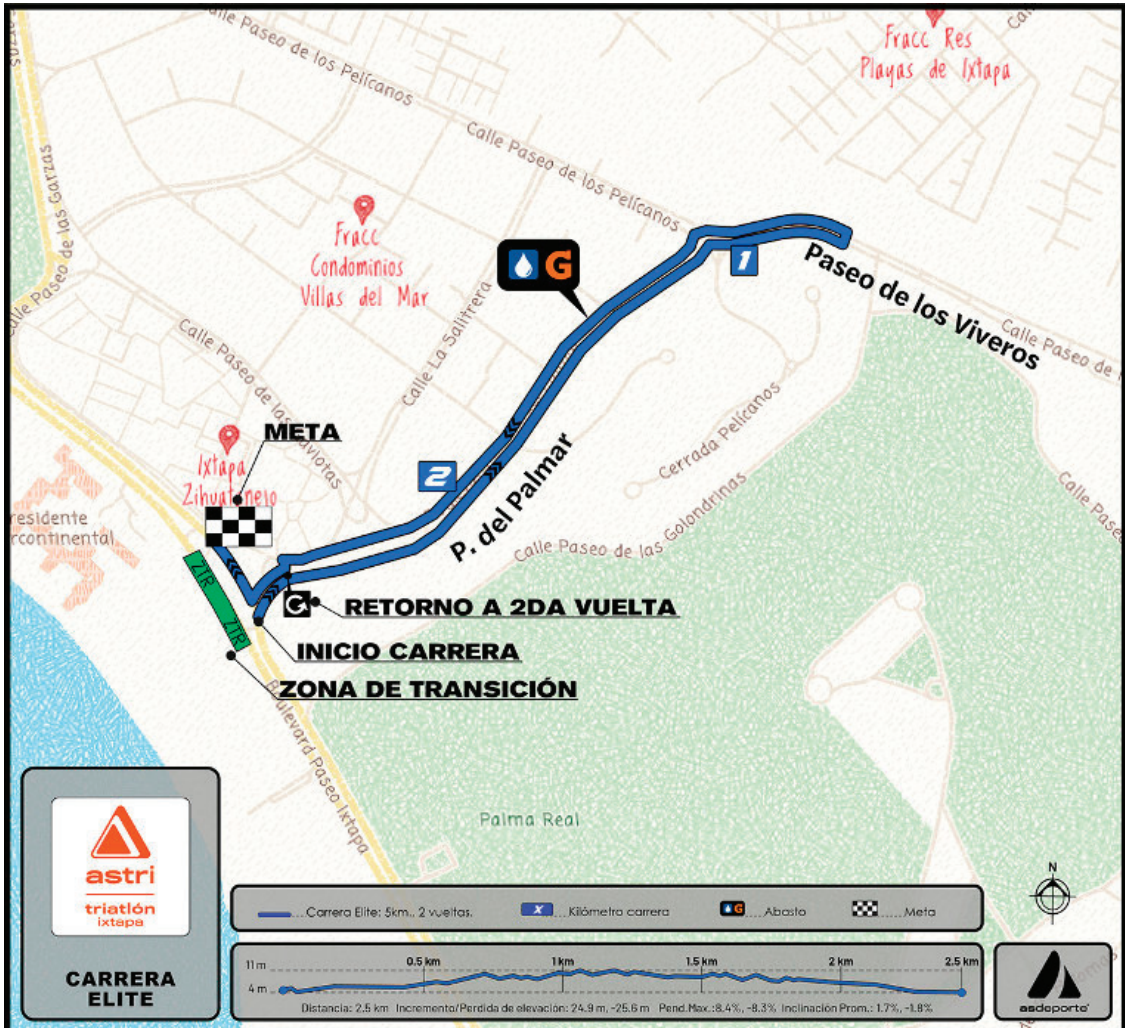 Calle Paseo de los Pelícanos
Fracc Res
Playas de Ixtapa
Calle Paseo de los Pelícanos
Calle Paseo de las Garzas
Fracc
Condominios
Villas del Mar
G
1
Paseo de los Viveros
Calle Paseo de
Calle La Salitrera
Calle Paseo de las Gaviotas
META
Ixtapa
Zihuatanejo
2
P. del Palmar
Cerrada Pelícanos
Calle Paseo de las Golondrinas
Calle Paseo
residente
rcontinental
ZTR
ZTR
RETORNO A 2DA VUELTA
INICIO CARRERA
ZONA DE TRANSICIÓN
Boulevard Paseo Ixtapa
Palma Real
astri
triatlón
ixtapa
CARRERA
ELITE
N
Carrera Elite: 5km., 2 vueltas.
X Kilómetro carrera
G Abasto
Meta
0.5 km 1km 1.5 km 2 km 2.5 km
11 m
4 m
Distancia: 2.5 km Incremento/Perdida de elevación: 24.9 m, -25.6 m Pend.Max.:8.4%, -8.3% Inclinación Prom.: 1.7%, -1.8%
asdeporte